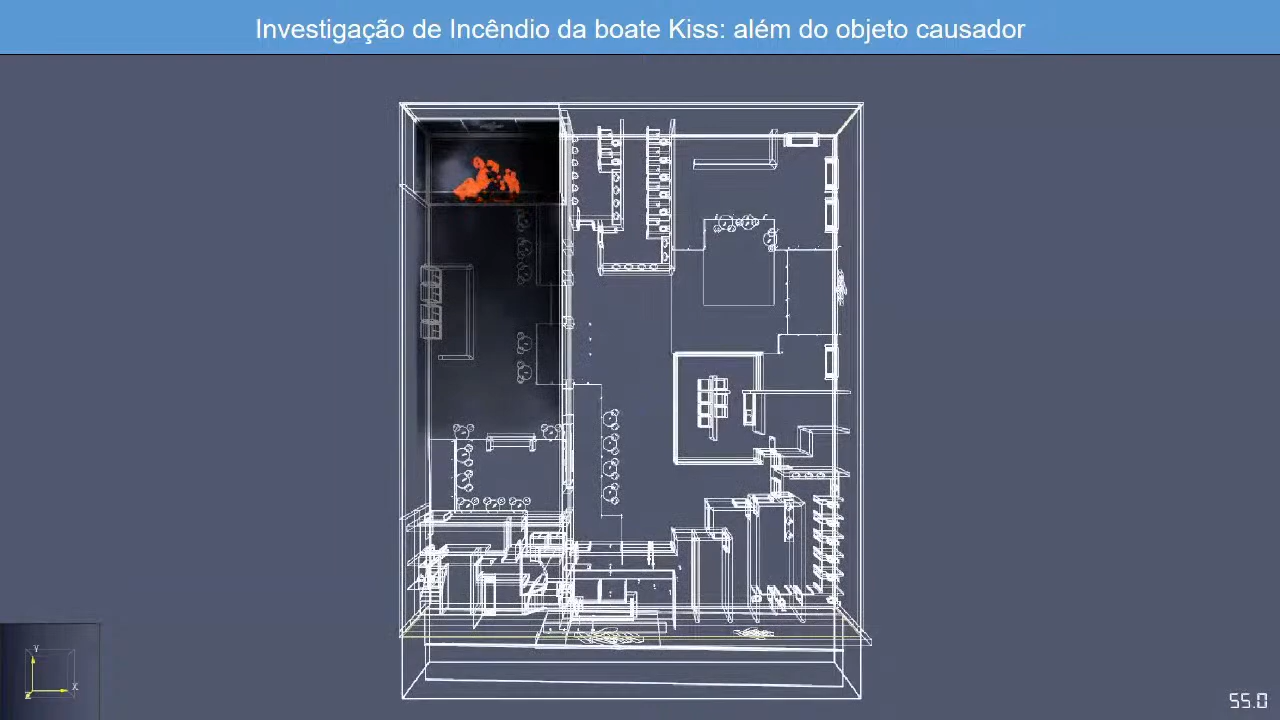 Investigação de Incêndio da boate Kiss: além do objeto causador
Y
X
Z
55.0